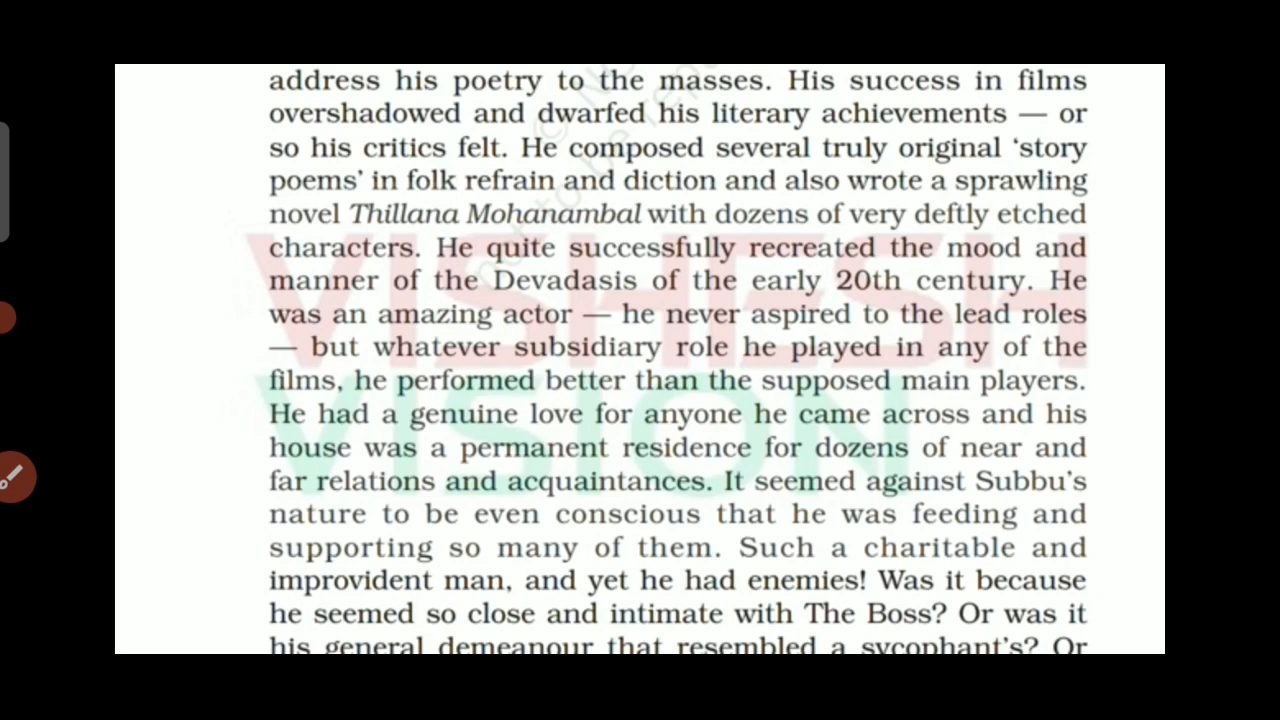 address his poetry to the masses. His success in films
overshadowed and dwarfed his literary achievements — or
so his critics felt. He composed several truly original ‘story
poems’ in folk refrain and diction and also wrote a sprawling
novel Thillana Mohanambal with dozens of very deftly etched
characters. He quite successfully recreated the mood and
manner of the Devadasis of the early 20th century. He
was an amazing actor — he never aspired to the lead roles
— but whatever subsidiary role he played in any of the
films, he performed better than the supposed main players.
He had a genuine love for anyone he came across and his
house was a permanent residence for dozens of near and
far relations and acquaintances. It seemed against Subbu’s
nature to be even conscious that he was feeding and
supporting so many of them. Such a charitable and
improvident man, and yet he had enemies! Was it because
he seemed so close and intimate with The Boss? Or was it
his general demeanour that resembled a sycophant’s? Or
VISHESH
VISION